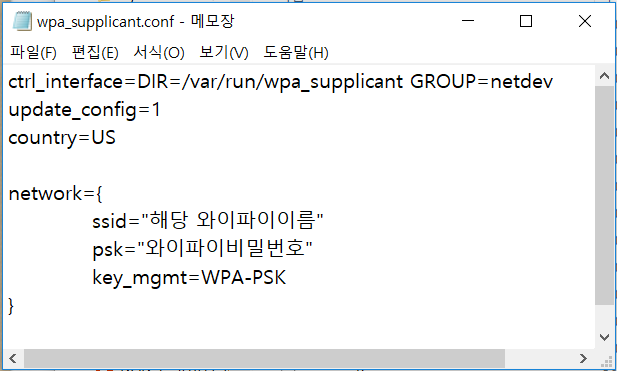 wpa_supplicant.conf - 메모장
파일(F) 편집(E) 서식(O) 보기(V) 도움말(H)
ctrl_interface=DIR=/var/run/wpa_supplicant GROUP=netdev
update_config=1
country=US
network={
ssid="해당 와이파이이름"
psk="와이파이비밀번호"
key_mgmt=WPA-PSK
}